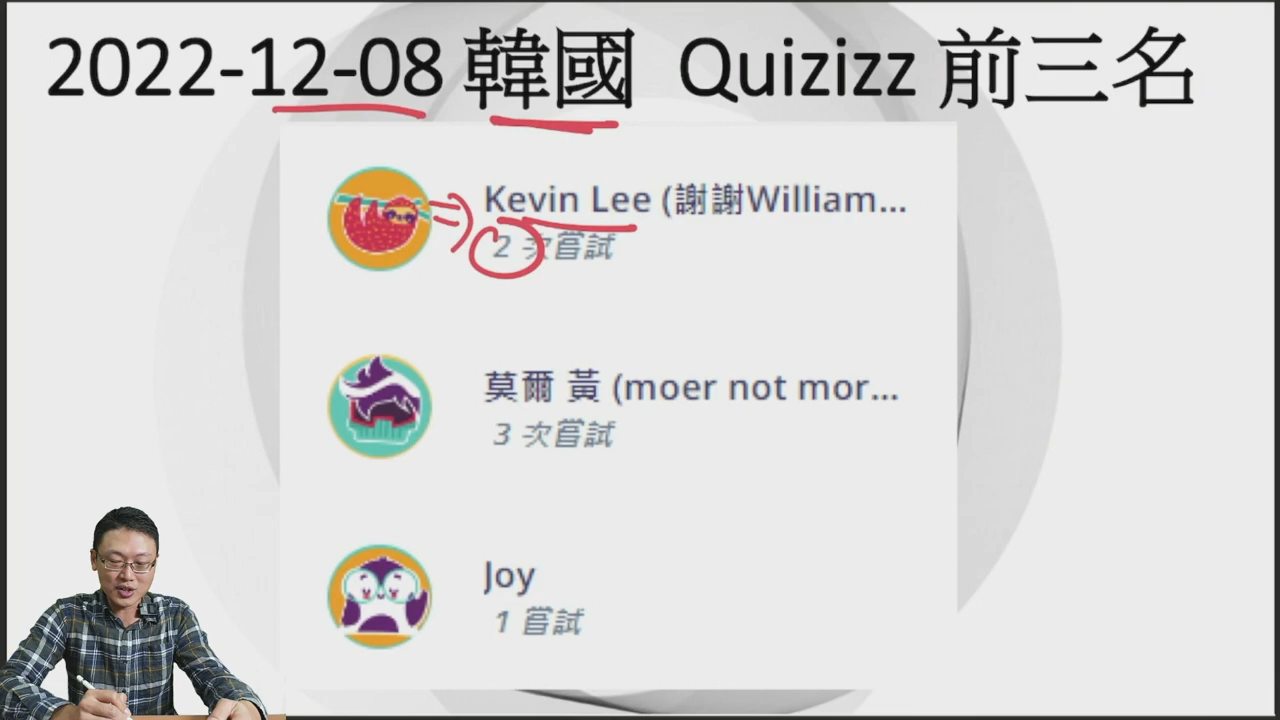 2022-12-08 韓國 Quizizz 前三名
Kevin Lee (謝謝William...
2 次嘗試
莫爾 黃 (moer not mor...
3 次嘗試
Joy
1 嘗試